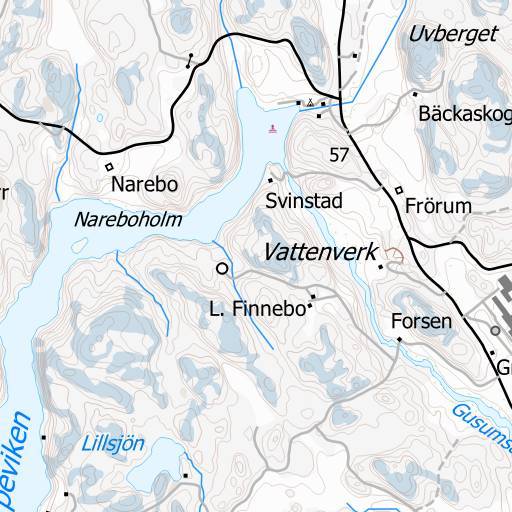 Uvberget
Bäckaskog
57
Narebo
Svinstad
Frörum
Nareboholm
Vattenverk
L. Finnebo
Forsen
Lillsjön